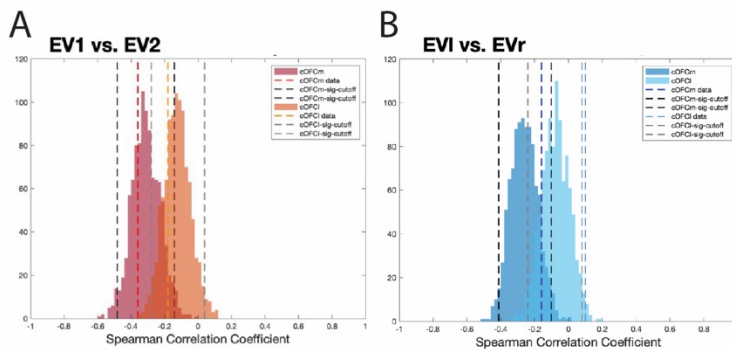 A
B
EV1 vs. EV2
EVl vs. EVr
120
100
80
60
40
20
0
-1
-0.8
-0.6
-0.4
-0.2
0
0.2
0.4
0.6
0.8
1
Spearman Correlation Coefficient
cOFCm
cOFCm data
cOFCm-sig-cutoff
cOFCm-sig-cutoff
cOFCl
cOFCl data
cOFCl-sig-cutoff
cOFCl-sig-cutoff
120
100
80
60
40
20
0
-1
-0.8
-0.6
-0.4
-0.2
0
0.2
0.4
0.6
0.8
Spearman Correlation Coefficient
cOFCm
cOFCl
cOFCm data
cOFCm-sig-cutoff
cOFCm-sig-cutoff
cOFCl data
cOFCl-sig-cutoff
cOFCl-sig-cutoff